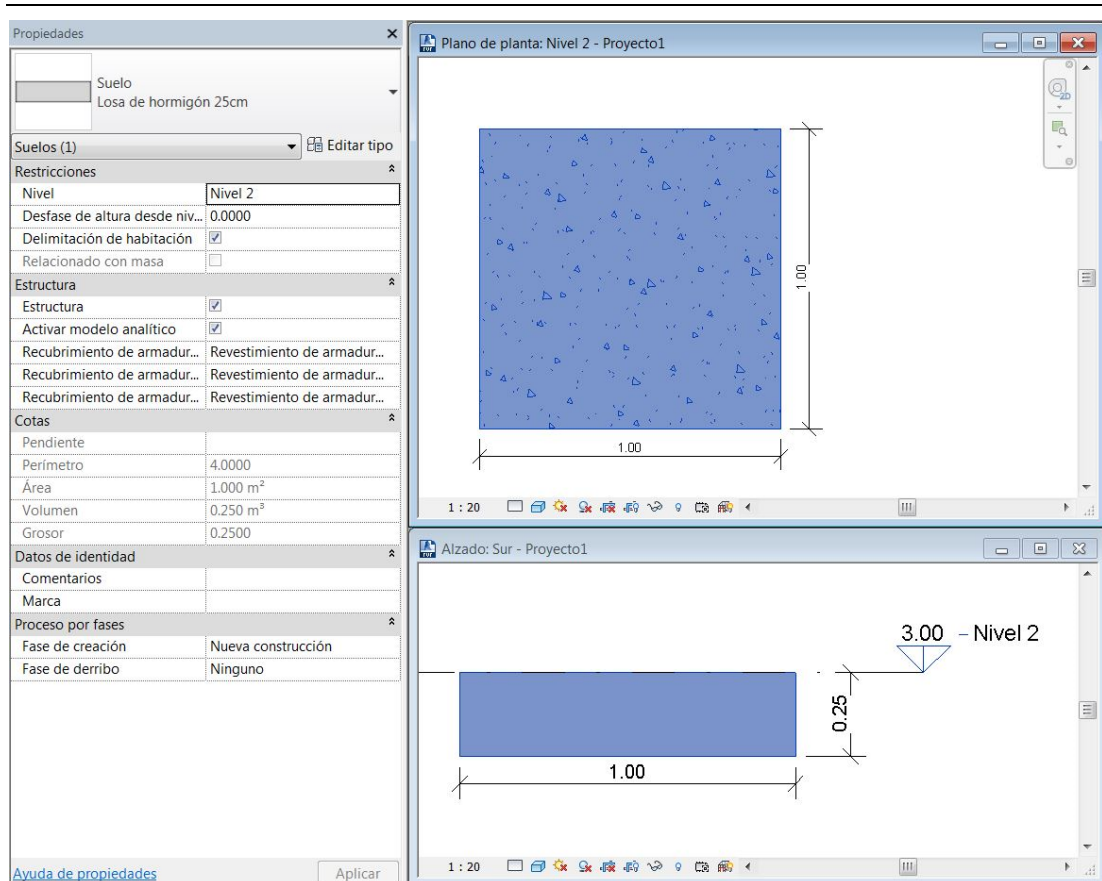 Propiedades
Suelo
Losa de hormigón 25cm
Suelos (1)
Editar tipo
Restricciones
Nivel Nivel 2
Desfase de altura desde niv... 0.0000
Delimitación de habitación
Relacionado con masa
Estructura
Estructura
Activar modelo analítico
Recubrimiento de armadur... Revestimiento de armadur...
Recubrimiento de armadur... Revestimiento de armadur...
Recubrimiento de armadur... Revestimiento de armadur...
Cotas
Pendiente
Perímetro 4.0000
Área 1.000 m²
Volumen 0.250 m³
Grosor 0.2500
Datos de identidad
Comentarios
Marca
Proceso por fases
Fase de creación Nueva construcción
Fase de derribo Ninguno
Ayuda de propiedades
Aplicar
Plano de planta: Nivel 2 - Proyecto1
2D
1.00
1.00
1 : 20
Alzado: Sur - Proyecto1
3.00 – Nivel 2
0.25
1.00
1 : 20